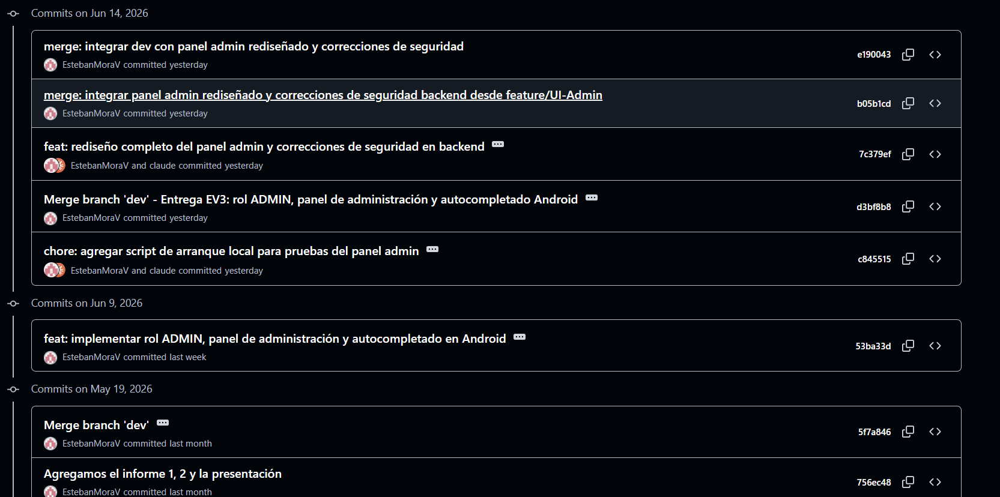 Commits on Jun 14, 2026
merge: integrar dev con panel admin rediseñado y correcciones de seguridad
EstebanMoraV committed yesterday
e190043
merge: integrar panel admin rediseñado y correcciones de seguridad backend desde feature/UI-Admin
EstebanMoraV committed yesterday
b05b1cd
feat: rediseño completo del panel admin y correcciones de seguridad en backend
EstebanMoraV and claude committed yesterday
7c379ef
Merge branch 'dev' - Entrega EV3: rol ADMIN, panel de administración y autocompletado Android
EstebanMoraV committed yesterday
d3bf8b8
chore: agregar script de arranque local para pruebas del panel admin
EstebanMoraV and claude committed yesterday
c845515
Commits on Jun 9, 2026
feat: implementar rol ADMIN, panel de administración y autocompletado en Android
EstebanMoraV committed last week
53ba33d
Commits on May 19, 2026
Merge branch 'dev'
EstebanMoraV committed last month
5f7a846
Agregamos el informe 1, 2 y la presentación
EstebanMoraV committed last month
756ec48